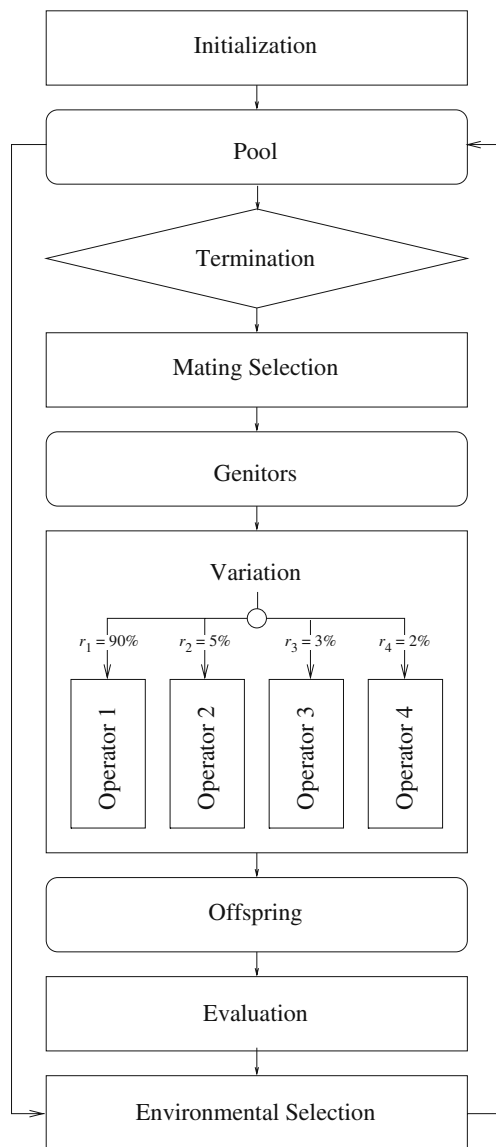 Initialization
Pool
Termination
Mating Selection
Genitors
Variation
r₁ = 90%
r₂ = 5%
r₃ = 3%
r₄ = 2%
Operator 1
Operator 2
Operator 3
Operator 4
Offspring
Evaluation
Environmental Selection